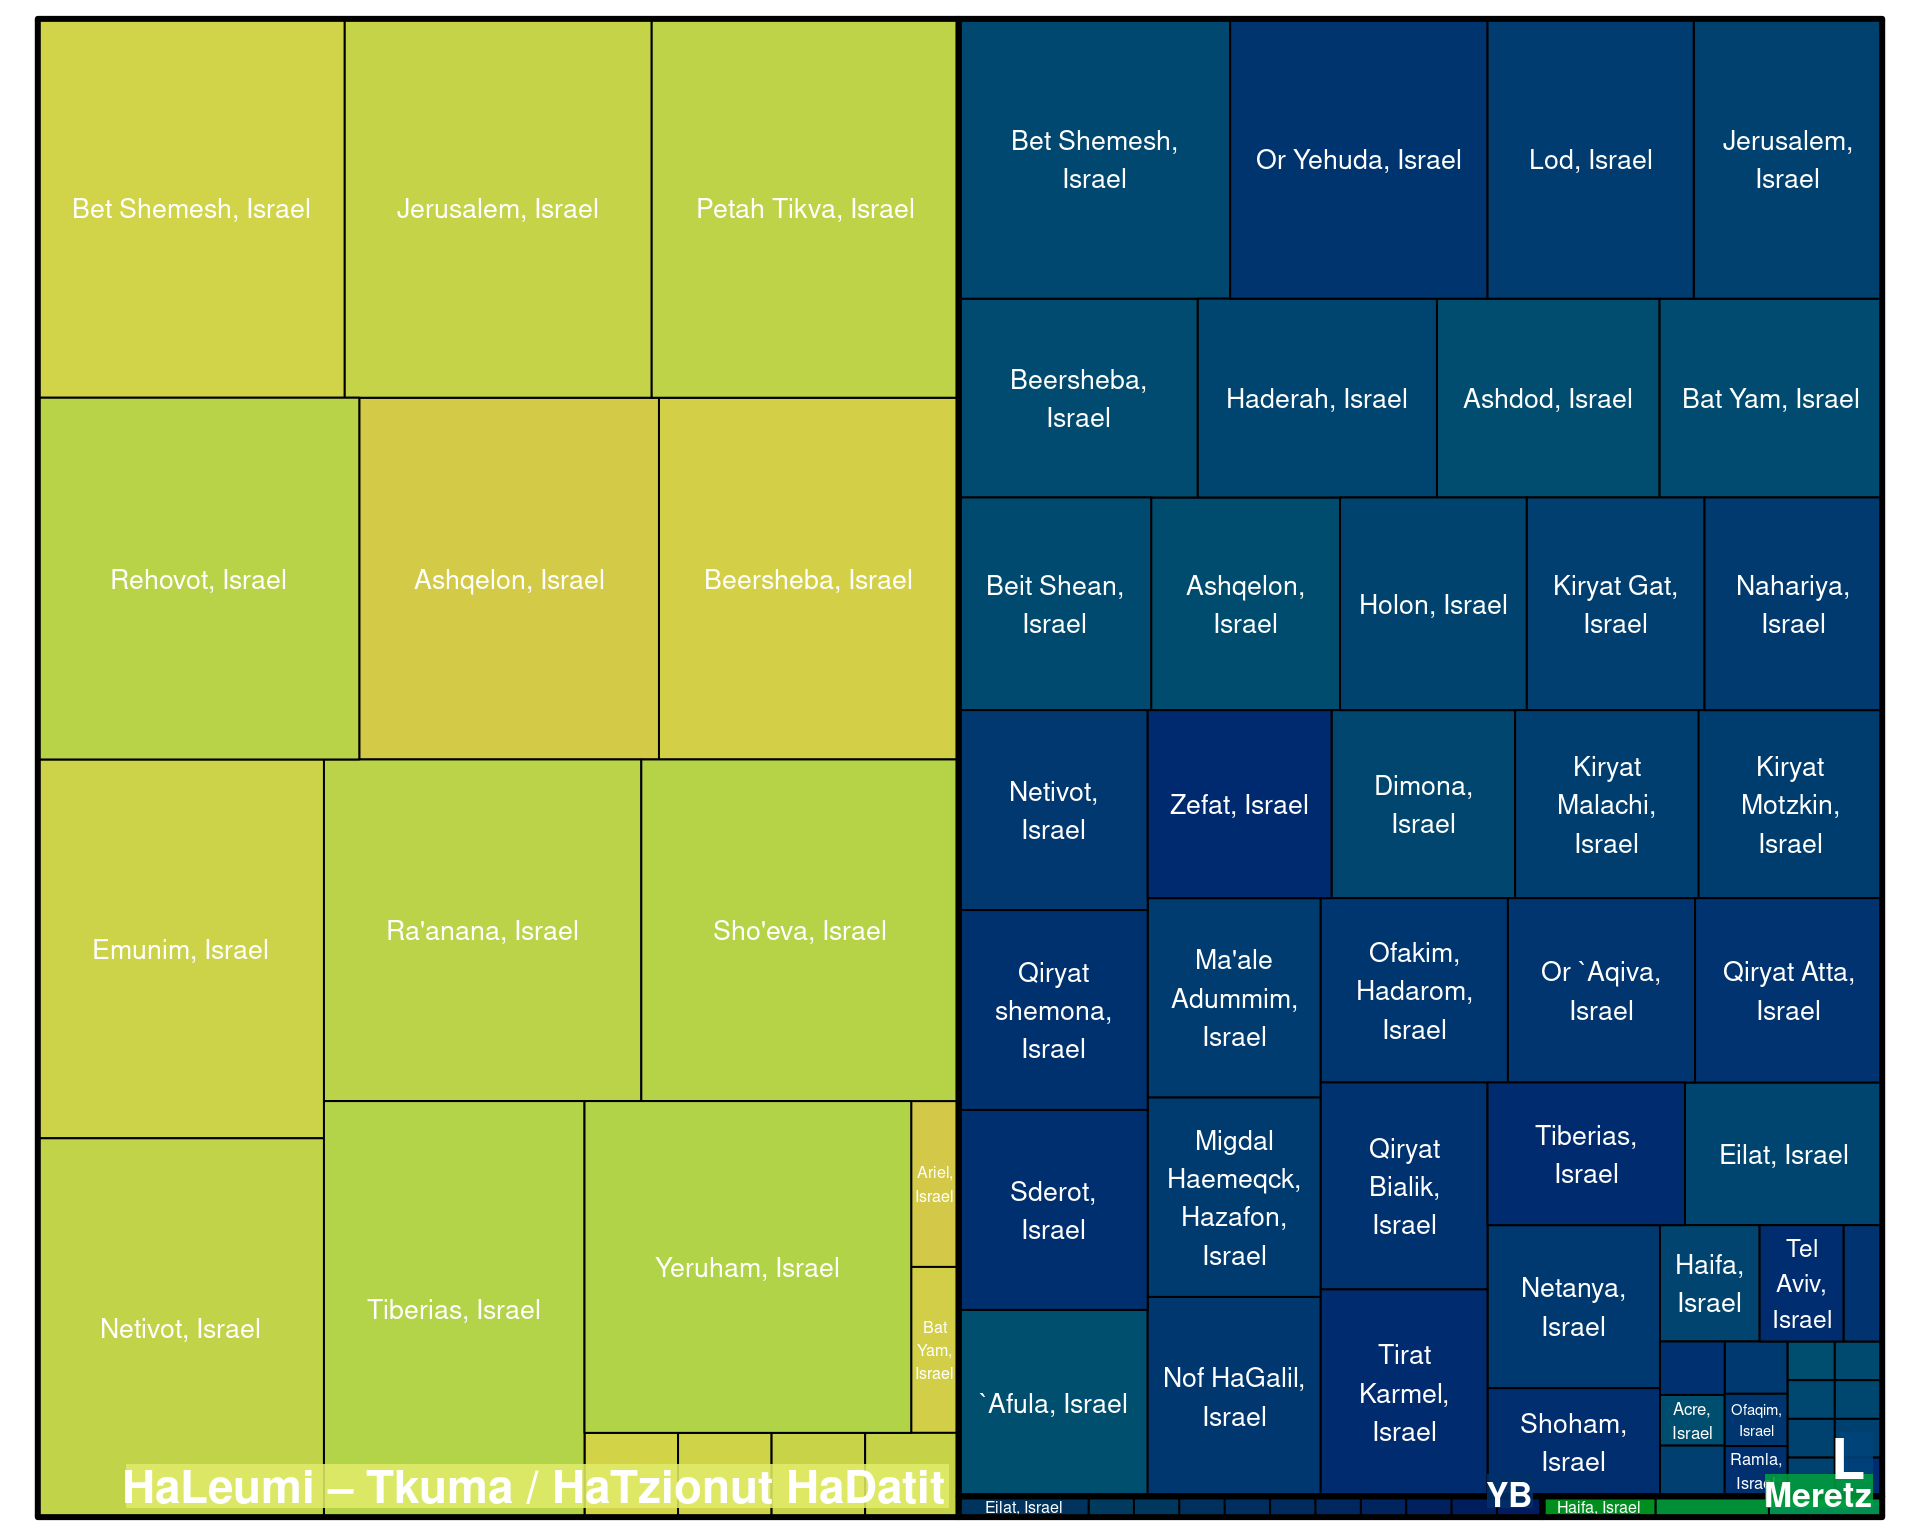 Bet Shemesh, Israel
Jerusalem, Israel
Petah Tikva, Israel
Rehovot, Israel
Ashqelon, Israel
Beersheba, Israel
Emunim, Israel
Ra'anana, Israel
Sho'eva, Israel
Netivot, Israel
Tiberias, Israel
Yeruham, Israel
Ariel,
Israel
Bat
Yam,
Israel
HaLeumi – Tkuma / HaTzionut HaDatit
Bet Shemesh,
Israel
Or Yehuda, Israel
Lod, Israel
Jerusalem,
Israel
Beersheba,
Israel
Haderah, Israel
Ashdod, Israel
Bat Yam, Israel
Beit Shean,
Israel
Ashqelon,
Israel
Holon, Israel
Kiryat Gat,
Israel
Nahariya,
Israel
Netivot,
Israel
Zefat, Israel
Dimona,
Israel
Kiryat
Malachi,
Israel
Kiryat
Motzkin,
Israel
Qiryat
shemona,
Israel
Ma'ale
Adummim,
Israel
Ofakim,
Hadarom,
Israel
Or `Aqiva,
Israel
Qiryat Atta,
Israel
Sderot,
Israel
Migdal
Haemeqck,
Hazafon,
Israel
Qiryat
Bialik,
Israel
Tiberias,
Israel
Eilat, Israel
`Afula, Israel
Nof HaGalil,
Israel
Tirat
Karmel,
Israel
Netanya,
Israel
Haifa,
Israel
Tel
Aviv,
Israel
Shoham,
Israel
Acre,
Israel
Ofaqim,
Israel
Ramla,
Israel
L
Eilat, Israel
YB
Haifa, Israel
Meretz